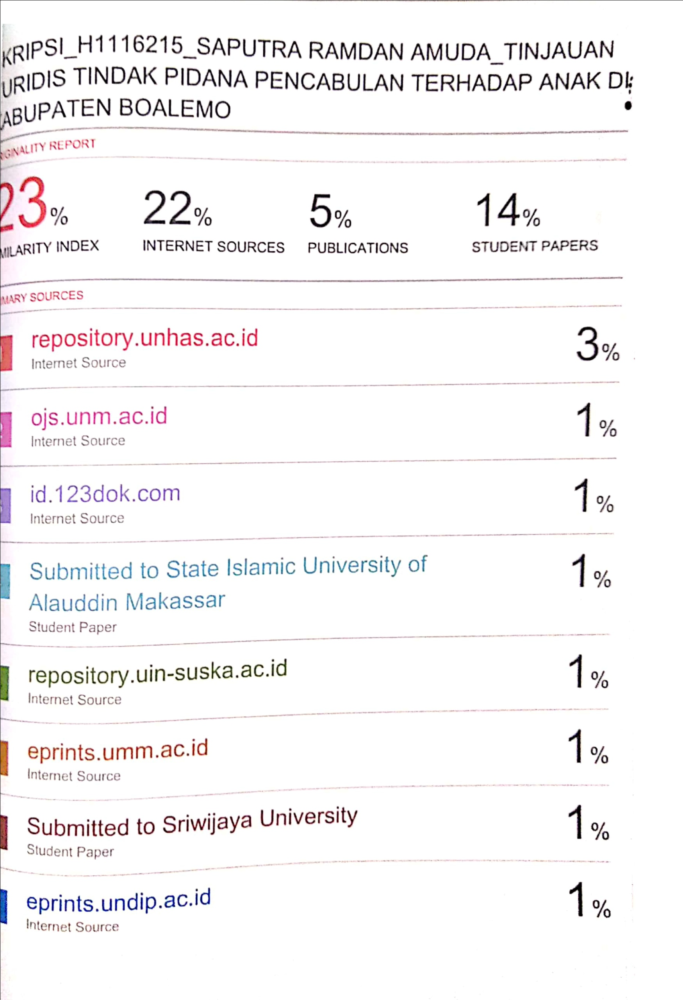 KRIPSI_H1116215_SAPUTRA RAMDAN AMUDA_TINJAUAN
URIDIS TINDAK PIDANA PENCABULAN TERHADAP ANAK DI
ABUPATEN BOALEMO
IGINALITY REPORT
23%
22%
5%
14%
MILARITY INDEX
INTERNET SOURCES
PUBLICATIONS
STUDENT PAPERS
MARY SOURCES
repository.unhas.ac.id
Internet Source
3%
ojs.unm.ac.id
Internet Source
1%
id.123dok.com
Internet Source
1%
Submitted to State Islamic University of
Alauddin Makassar
Student Paper
1%
repository.uin-suska.ac.id
Internet Source
1%
eprints.umm.ac.id
Internet Source
1%
Submitted to Sriwijaya University
Student Paper
1%
eprints.undip.ac.id
Internet Source
1%